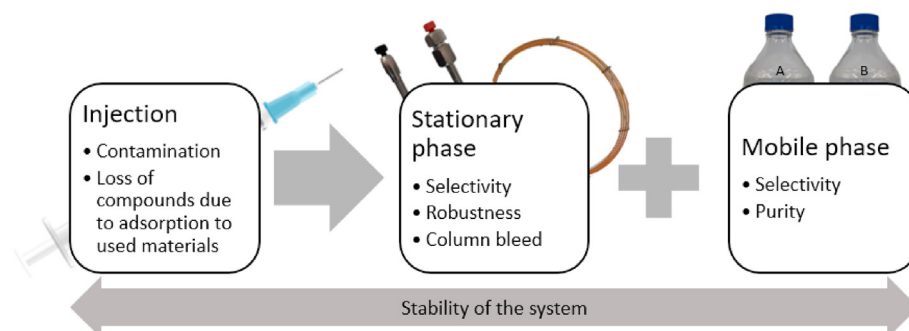 A
B
Injection
• Contamination
• Loss of
compounds due
to adsorption to
used materials
Stationary
phase
• Selectivity
• Robustness
• Column bleed
Mobile phase
• Selectivity
• Purity
Stability of the system